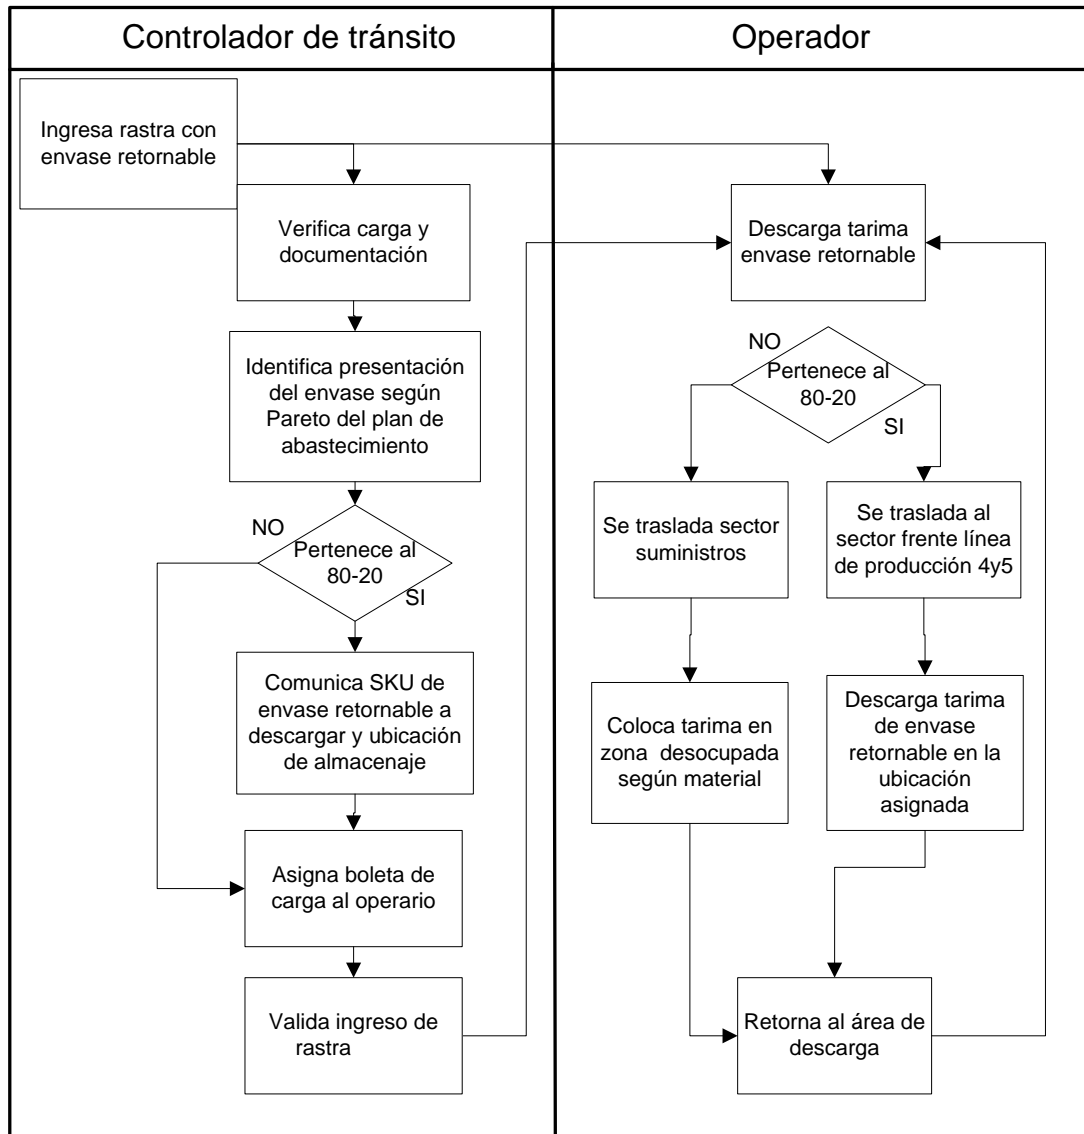 Controlador de tránsito
Operador
Ingresa rastra con
envase retornable
Verifica carga y
documentación
Identifica presentación
del envase según
Pareto del plan de
abastecimiento
NO
Pertenece al
80-20
SI
Comunica SKU de
envase retornable a
descargar y ubicación
de almacenaje
Asigna boleta de
carga al operario
Valida ingreso de
rastra
Descarga tarima
envase retornable
NO
Pertenece al
80-20
SI
Se traslada sector
suministros
Se traslada al
sector frente línea
de producción 4y5
Coloca tarima en
zona desocupada
según material
Descarga tarima
de envase
retornable en la
ubicación
asignada
Retorna al área de
descarga